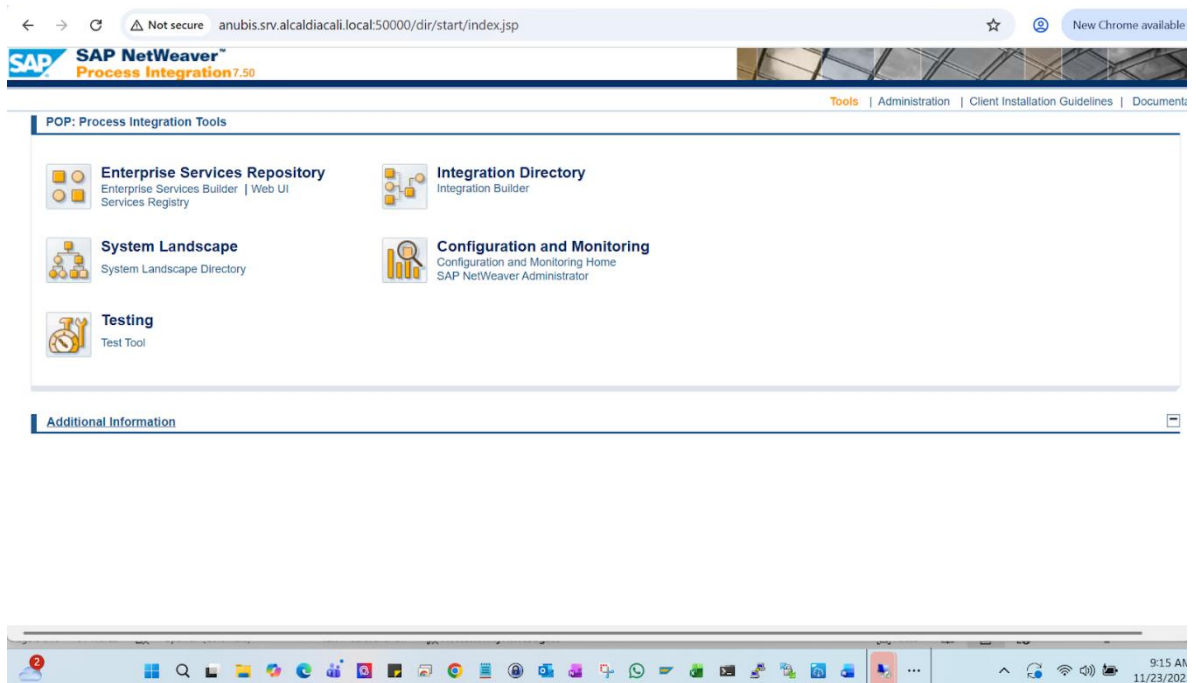 Not secure anubis.srv.alcaldiacali.local:50000/dir/start/index.jsp New Chrome available
SAP SAP NetWeaver™
Process Integration 7.50
Tools | Administration | Client Installation Guidelines | Documenta
POP: Process Integration Tools
Enterprise Services Repository
Enterprise Services Builder | Web UI
Services Registry
Integration Directory
Integration Builder
System Landscape
System Landscape Directory
Configuration and Monitoring
Configuration and Monitoring Home
SAP NetWeaver Administrator
Testing
Test Tool
Additional Information
2
9:15 AM
11/23/202